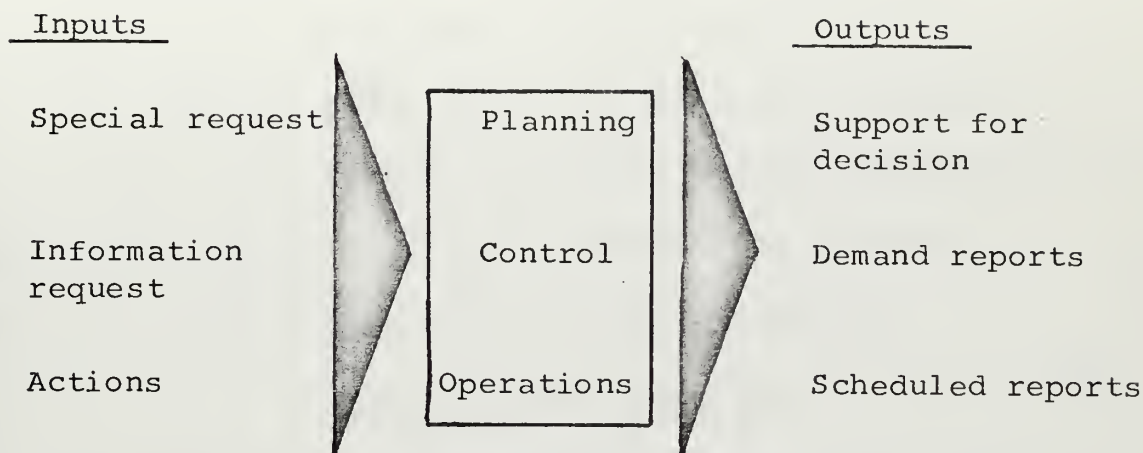 Inputs
Outputs
Special request
Planning
Support for
decision
Information
request
Control
Demand reports
Actions
Operations
Scheduled reports